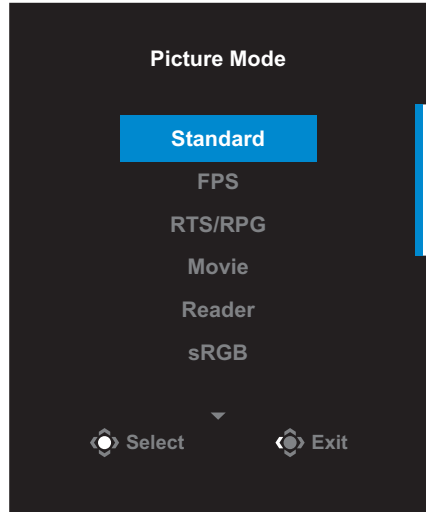 Picture Mode
Standard
FPS
RTS/RPG
Movie
Reader
sRGB
Select Exit